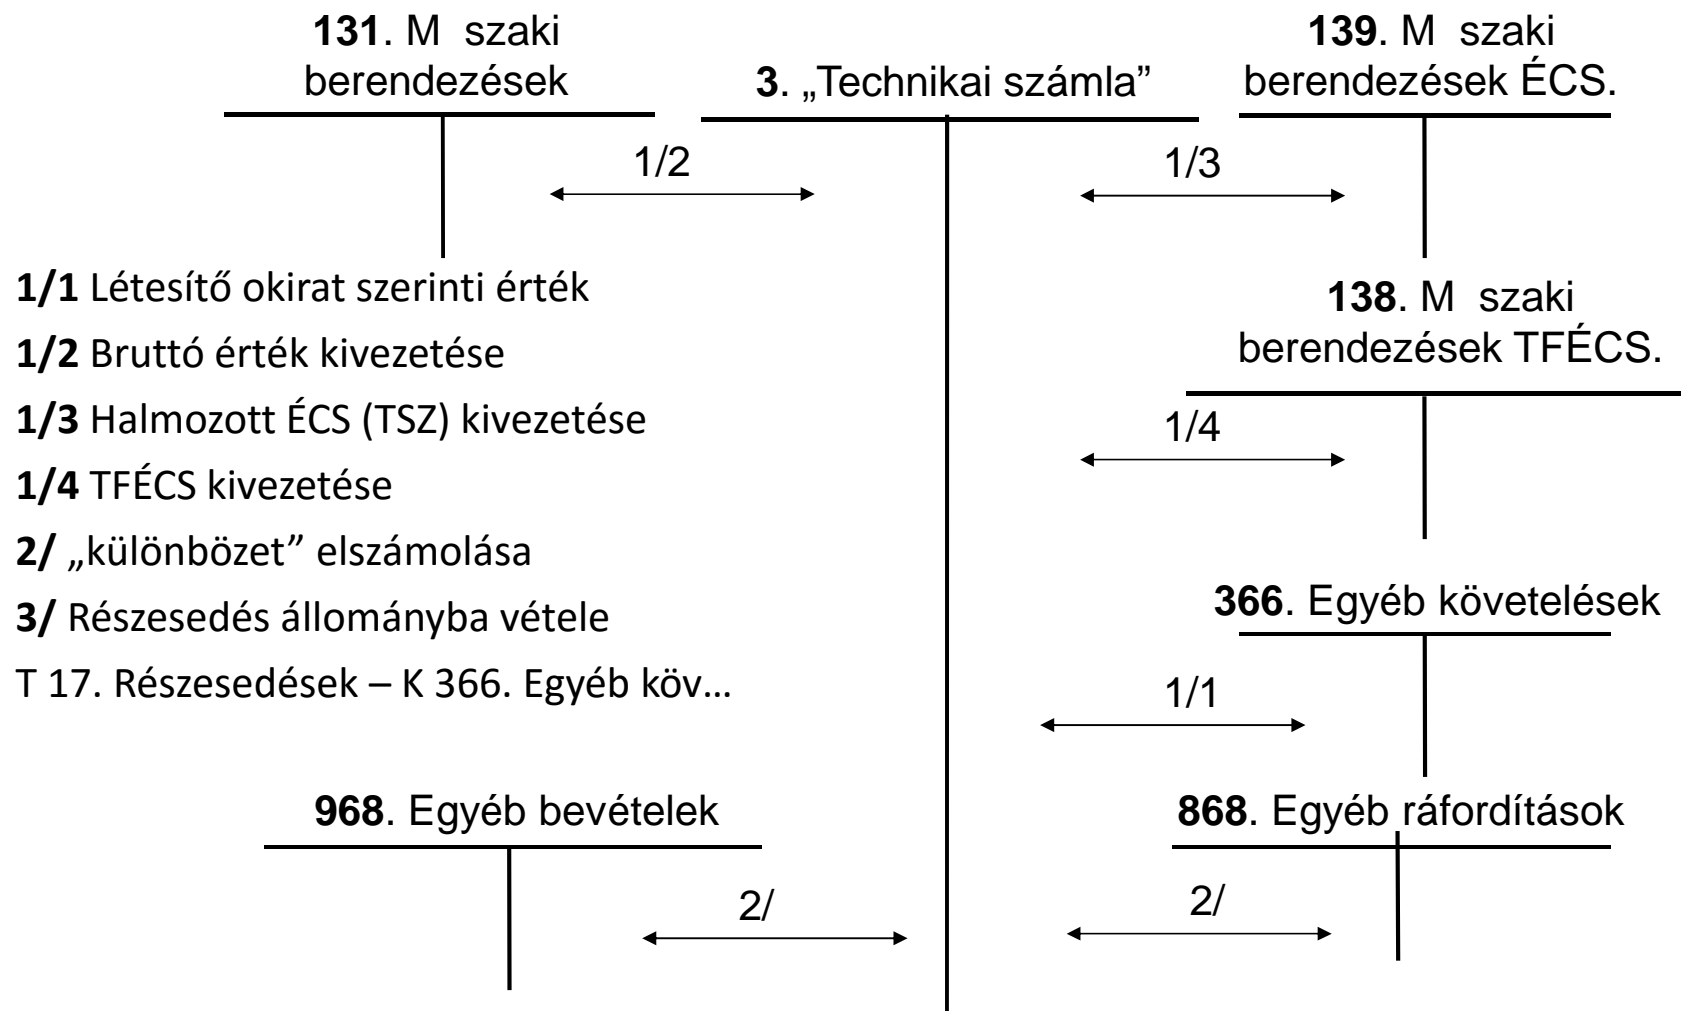 131. M szaki
berendezések
3. „Technikai számla”
139. M szaki
berendezések ÉCS.
1/2
1/3
1/1 Létesítő okirat szerinti érték
1/2 Bruttó érték kivezetése
1/3 Halmozott ÉCS (TSZ) kivezetése
1/4 TFÉCS kivezetése
2/ „különbözet” elszámolása
3/ Részesedés állományba vétele
T 17. Részesedések – K 366. Egyéb köv...
138. M szaki
berendezések TFÉCS.
1/4
366. Egyéb követelések
1/1
968. Egyéb bevételek
868. Egyéb ráfordítások
2/
2/